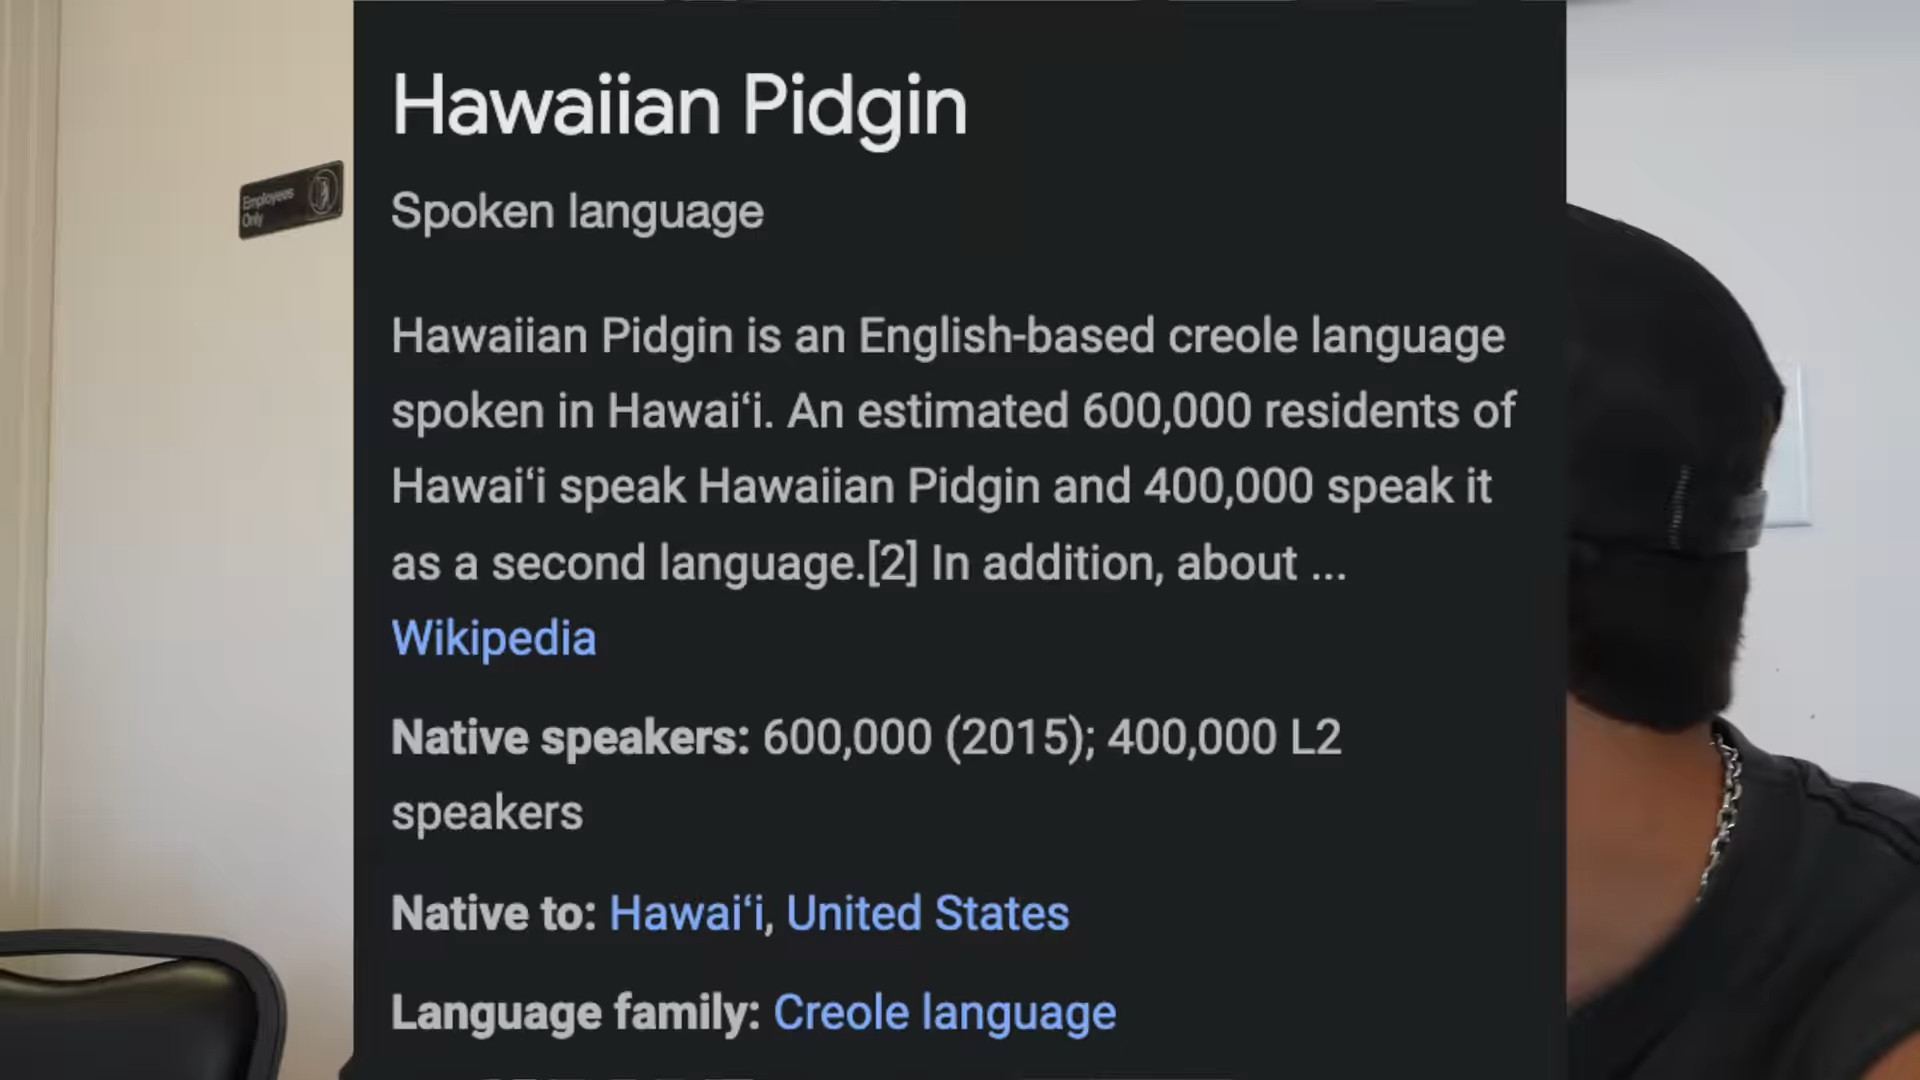 Employees
Only
Hawaiian Pidgin
Spoken language
Hawaiian Pidgin is an English-based creole language
spoken in Hawaiʻi. An estimated 600,000 residents of
Hawaiʻi speak Hawaiian Pidgin and 400,000 speak it
as a second language.[2] In addition, about ...
Wikipedia
Native speakers: 600,000 (2015); 400,000 L2
speakers
Native to: Hawaiʻi, United States
Language family: Creole language